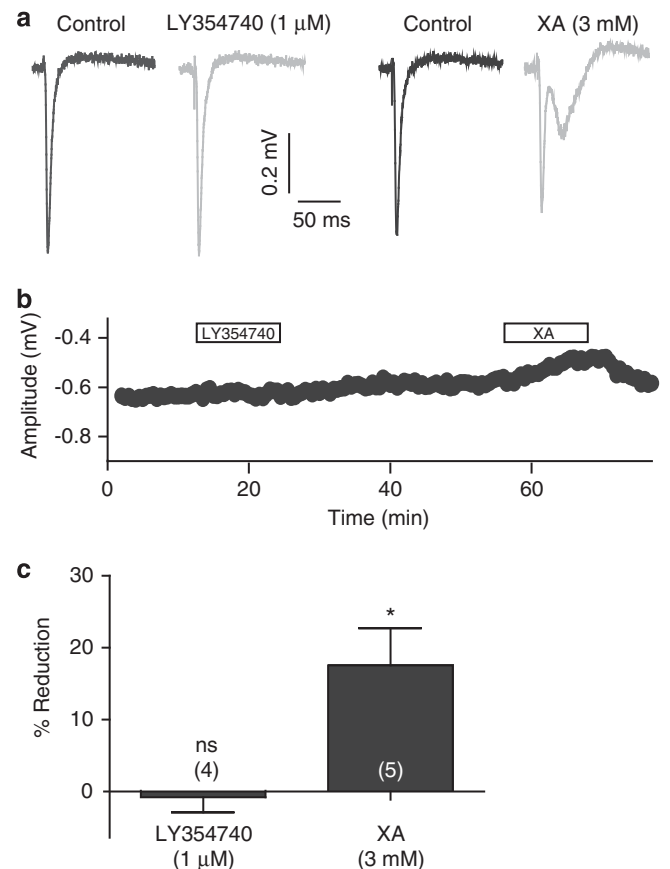 a
Control
LY354740 (1 μM)
Control
XA (3 mM)
0.2 mV
50 ms
b
Amplitude (mV)
-0.4
-0.6
-0.8
LY354740
XA
0
20
40
60
Time (min)
c
% Reduction
30
20
10
0
ns
(4)
*
(5)
LY354740
(1 μM)
XA
(3 mM)